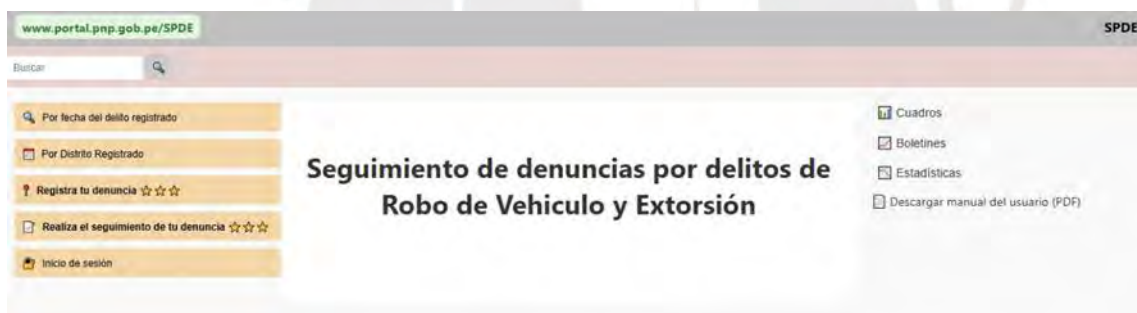 www.portal.pnp.gob.pe/SPDE
SPDE
Buscar
Por fecha del delito registrado
Por Distrito Registrado
Registra tu denuncia ☆☆☆
Realiza el seguimiento de tu denuncia ☆☆☆
Inicio de sesión
Seguimiento de denuncias por delitos de
Robo de Vehiculo y Extorsión
Cuadros
Boletines
Estadísticas
Descargar manual del usuario (PDF)